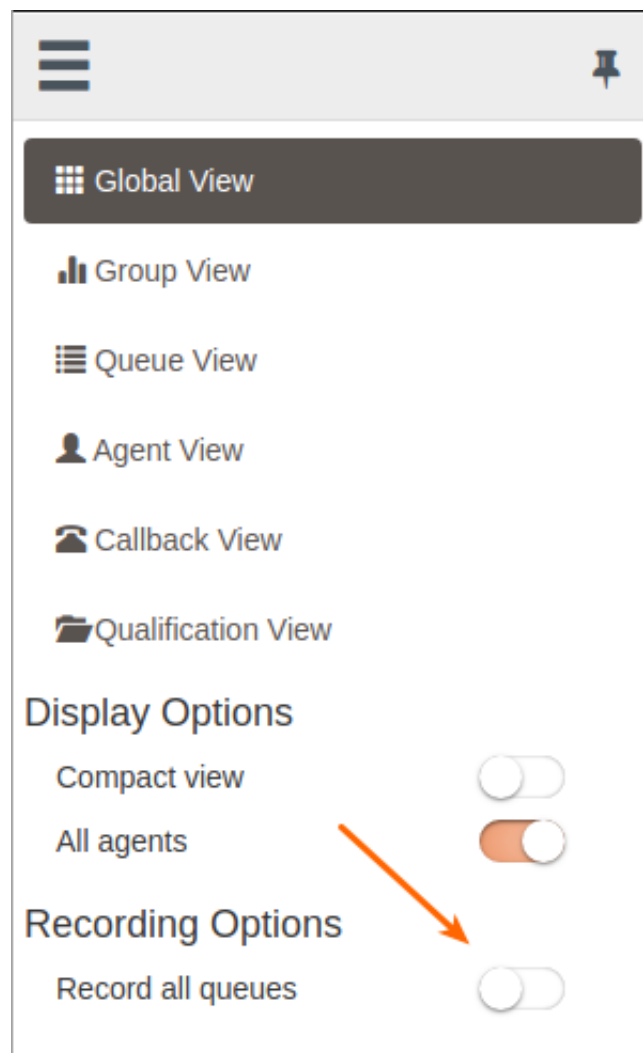 Global View
Group View
Queue View
Agent View
Callback View
Qualification View
Display Options
Compact view
All agents
Recording Options
Record all queues